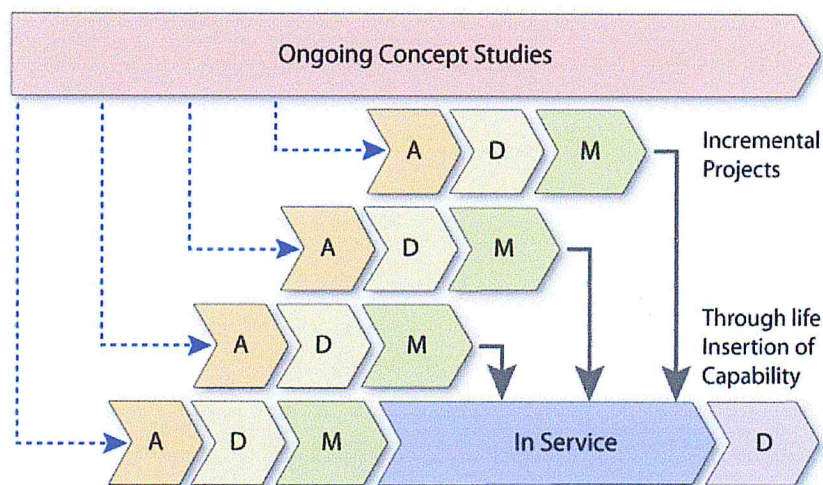 Ongoing Concept Studies
A D M
Incremental
Projects
A D M
A D M
Through life
Insertion of
Capability
A D M In Service D